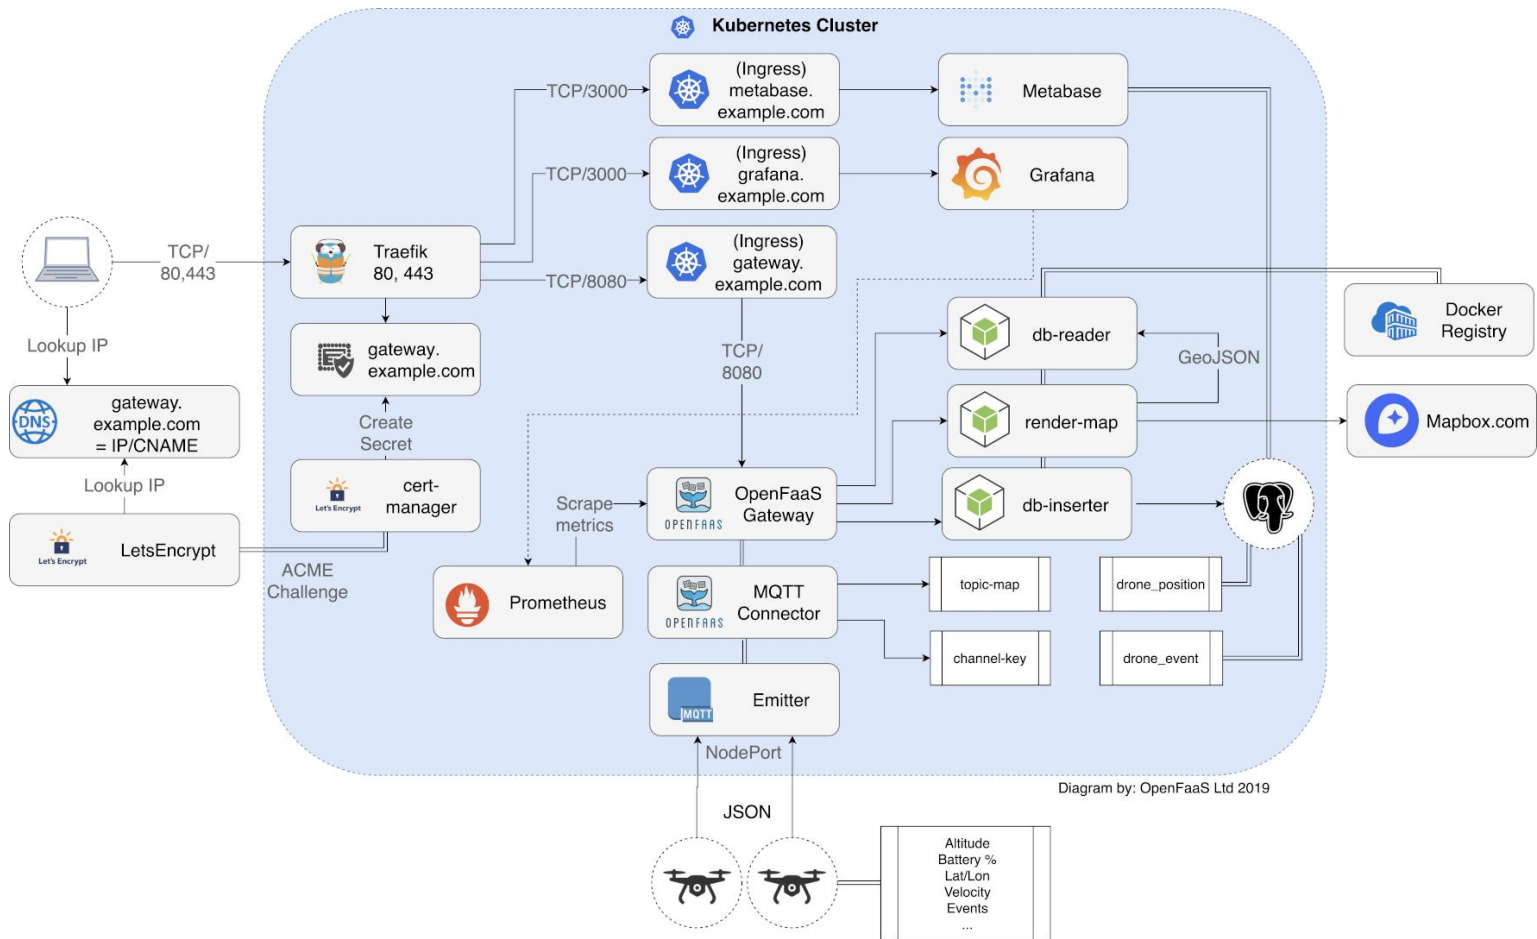 Kubernetes Cluster
TCP/3000
(Ingress)
metabase.
example.com
Metabase
TCP/3000
(Ingress)
grafana.
example.com
Grafana
TCP/
80,443
Traefik
80, 443
TCP/8080
(Ingress)
gateway.
example.com
Lookup IP
gateway.
example.com
TCP/
8080
db-reader
GeoJSON
Docker
Registry
DNS
gateway.
example.com
= IP/CNAME
Create
Secret
render-map
Mapbox.com
Lookup IP
Let's Encrypt
cert-
manager
Scrape
metrics
OPENFAAS
OpenFaaS
Gateway
db-inserter
Let's Encrypt
LetsEncrypt
ACME
Challenge
Prometheus
OPENFAAS
MQTT
Connector
topic-map
drone_position
channel-key
drone_event
MQTT
Emitter
NodePort
Diagram by: OpenFaaS Ltd 2019
JSON
Altitude
Battery %
Lat/Lon
Velocity
Events
...